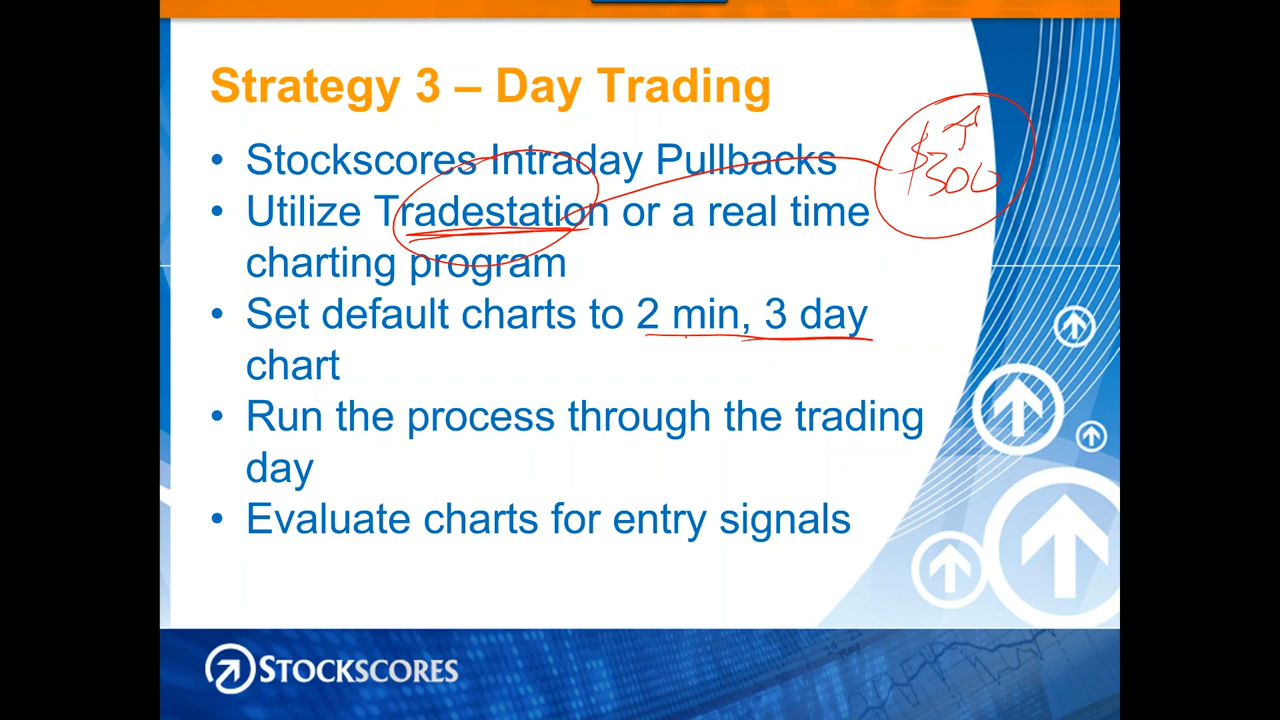 Strategy 3 – Day Trading
• Stockscores Intraday Pullbacks
• Utilize Tradestation or a real time
charting program
• Set default charts to 2 min, 3 day
chart
• Run the process through the trading
day
• Evaluate charts for entry signals
$300
STOCKSCORES